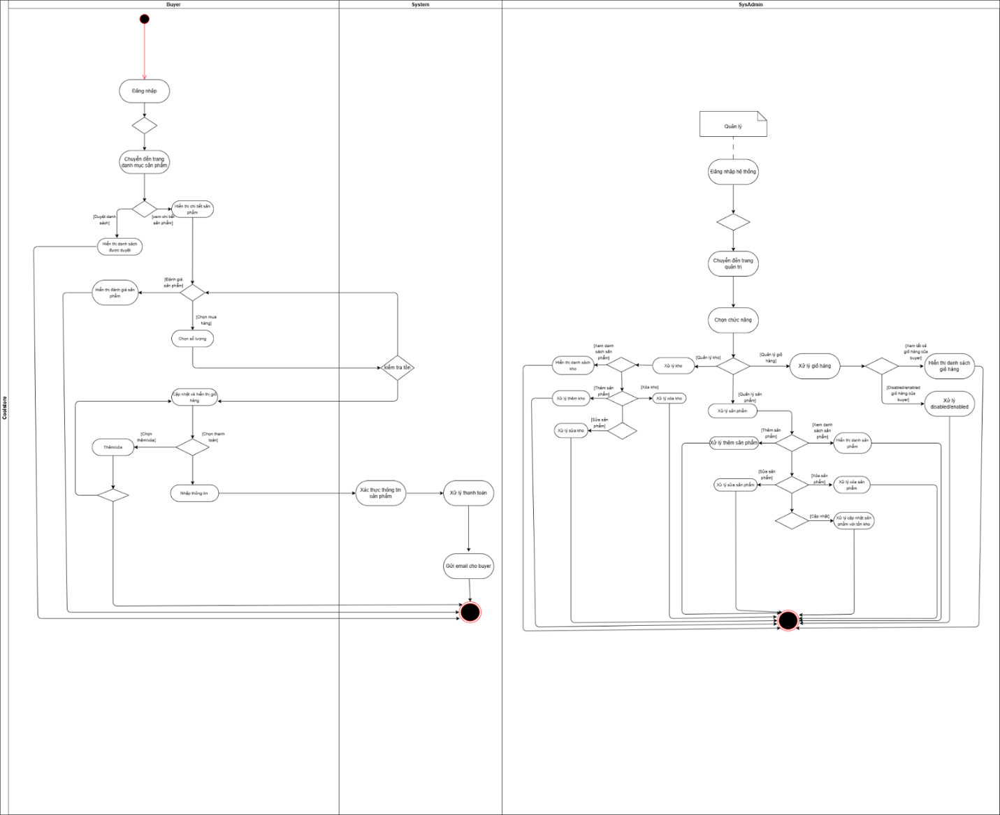 Buyer
System
SysAdmin
Coolstore
Đăng nhập
Chuyển đến trang
danh mục sản phẩm
[Duyệt danh
sách]
[xem chi tiết
sản phẩm]
Hiển thị chi tiết sản
phẩm
Hiển thị danh sách
được duyệt
Hiển thị đánh giá sản
phẩm
[Đánh giá
sản phẩm]
[Chọn mua
hàng]
Chọn số lượng
kiểm tra tồn
Cập nhật và hiển thị giỏ
hàng
[Chọn
thêm/xóa]
[Chọn thanh
toán]
Thêm/xóa
Nhập thông tin
Xác thực thông tin
sản phẩm
Xử lý thanh toán
Gửi email cho buyer
Quản lý
Đăng nhập hệ thống
Chuyển đến trang
quản trị
Chọn chức năng
[Quản lý kho]
[Quản lý giỏ
hàng]
[Quản lý sản
phẩm]
Xử lý kho
[Xem danh
sách sản
phẩm]
Hiển thị danh sách
kho
[Thêm sản
phẩm]
Xử lý thêm kho
[Xóa kho]
Xử lý xóa kho
[Sửa sản
phẩm]
Xử lý sửa kho
Xử lý giỏ hàng
[Xem tất cả
giỏ hàng của
buyer]
Hiển thị danh sách
giỏ hàng
[Disabled/enabled
giỏ hàng của
buyer]
Xử lý
disabled/enabled
Xử lý sản phẩm
[Thêm sản
phẩm]
Xử lý thêm sản phẩm
[Xem danh
sách sản
phẩm]
Hiển thị danh sản
phẩm
[Sửa sản
phẩm]
Xử lý sửa sản phẩm
[Xóa sản
phẩm]
Xử lý xóa sản
phẩm
[Cập nhật]
Xử lý cập nhật sản
phẩm với tồn kho